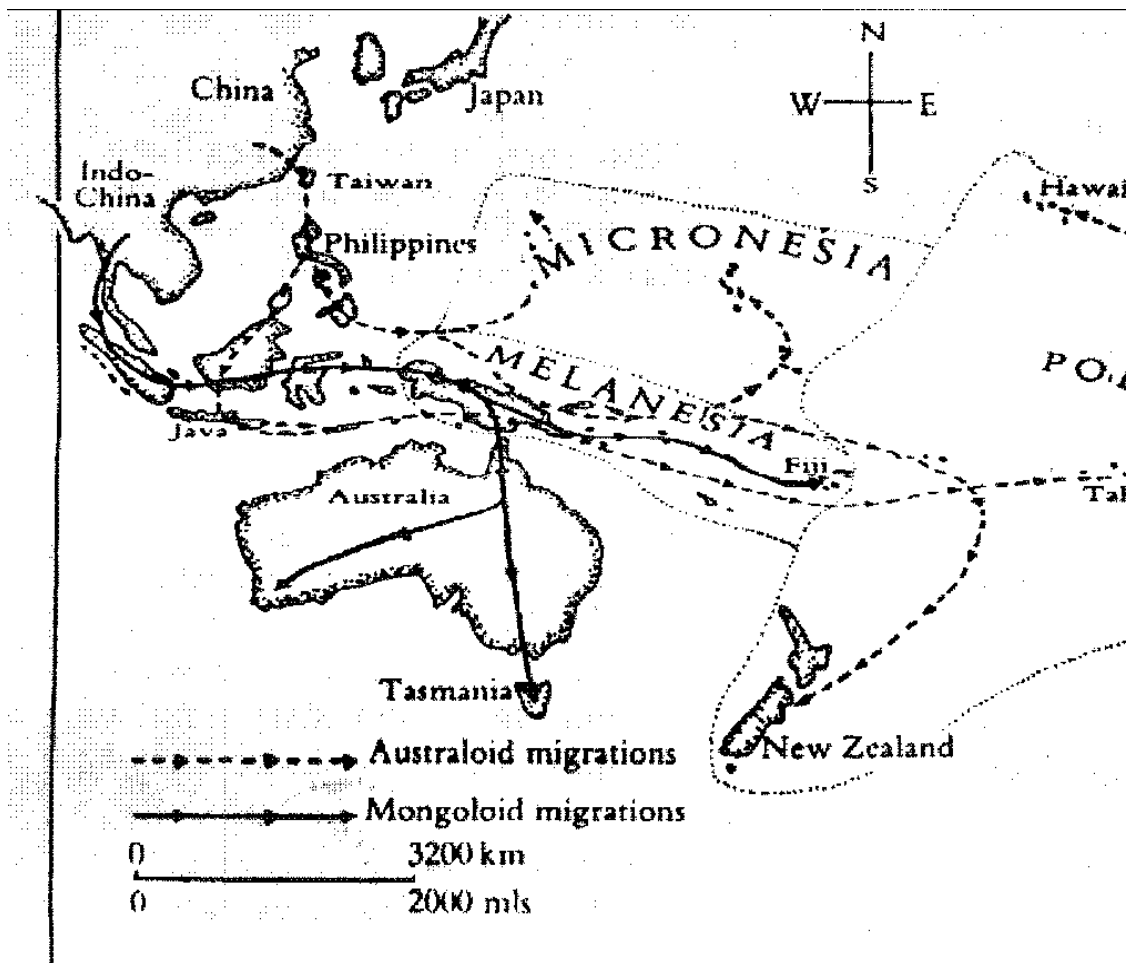 N
China
Japan
W E
Indo-
China
Taiwan
S
Hawai
Philippines
MICRONESIA
MELANESIA
PO
Java
Fiji
Australia
Tah
Tasmania
New Zealand
Australoid migrations
Mongoloid migrations
0 3200 km
0 2000 mls